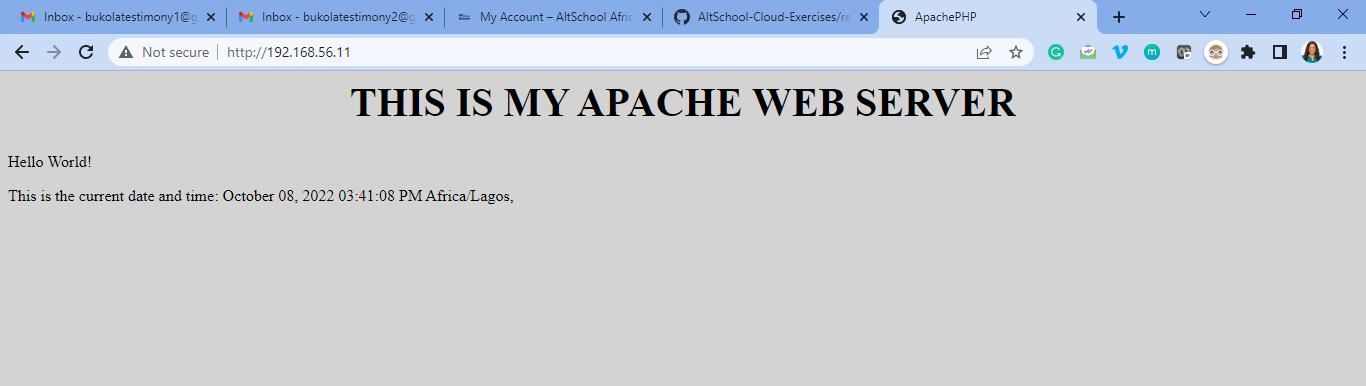 Inbox - bukolatestimony1@g
Inbox - bukolatestimony2@g
My Account – AltSchool Afric
AltSchool-Cloud-Exercises/re
ApachePHP
Not secure
http://192.168.56.11
THIS IS MY APACHE WEB SERVER
Hello World!
This is the current date and time: October 08, 2022 03:41:08 PM Africa/Lagos,